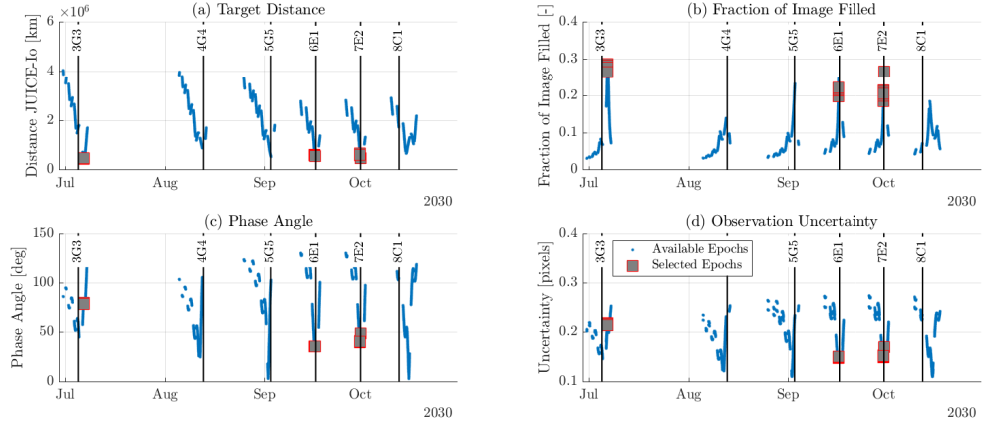 (a) Target Distance
×10⁶
Distance JUICE-Io [km]
6
4
2
0
3G3
4G4
5G5
6E1
7E2
8C1
Jul
Aug
Sep
Oct
2030
(b) Fraction of Image Filled
Fraction of Image Filled [-]
0.4
0.3
0.2
0.1
0
3G3
4G4
5G5
6E1
7E2
8C1
Jul
Aug
Sep
Oct
2030
(c) Phase Angle
Phase Angle [deg]
150
100
50
0
3G3
4G4
5G5
6E1
7E2
8C1
Jul
Aug
Sep
Oct
2030
(d) Observation Uncertainty
Uncertainty [pixels]
0.4
0.3
0.2
0.1
3G3
Available Epochs
Selected Epochs
4G4
5G5
6E1
7E2
8C1
Jul
Aug
Sep
Oct
2030